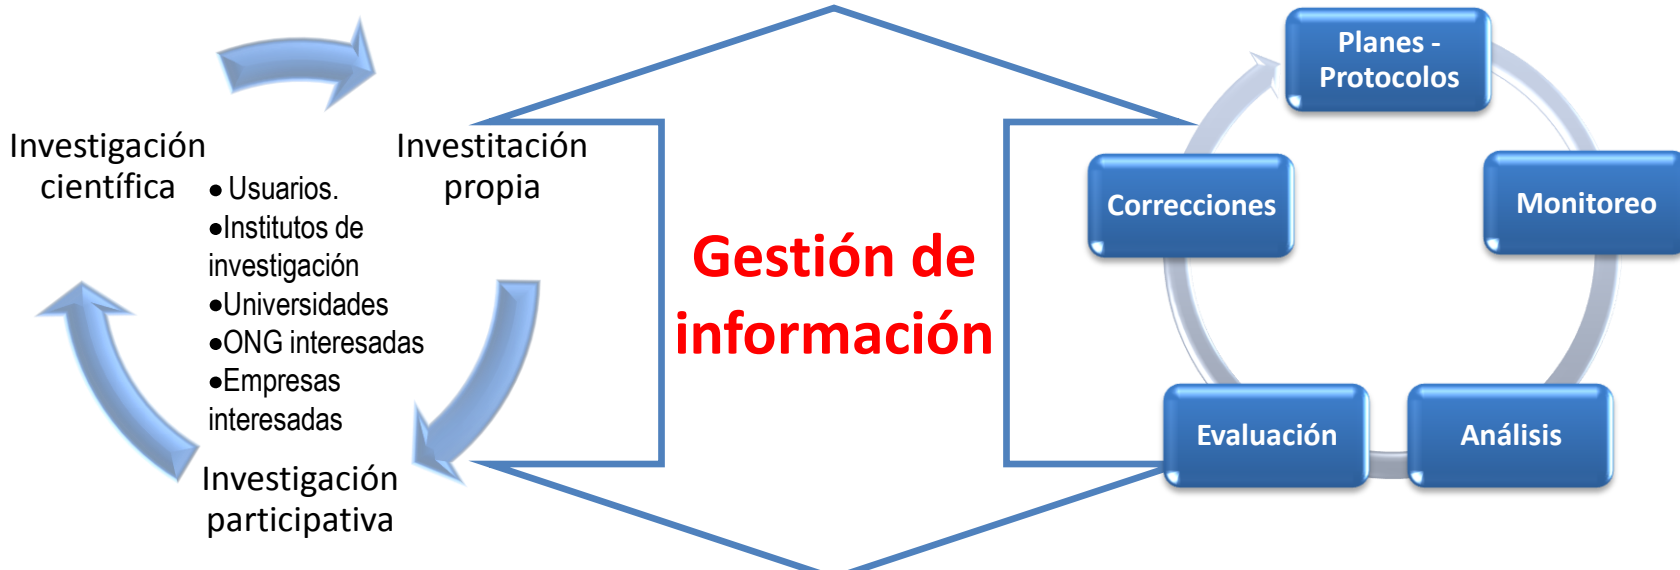 Investigación
científica
Investitación
propia
• Usuarios.
•Institutos de
investigación
•Universidades
•ONG interesadas
•Empresas
interesadas
Investigación
participativa
Gestión de
información
Planes -
Protocolos
Monitoreo
Análisis
Evaluación
Correcciones